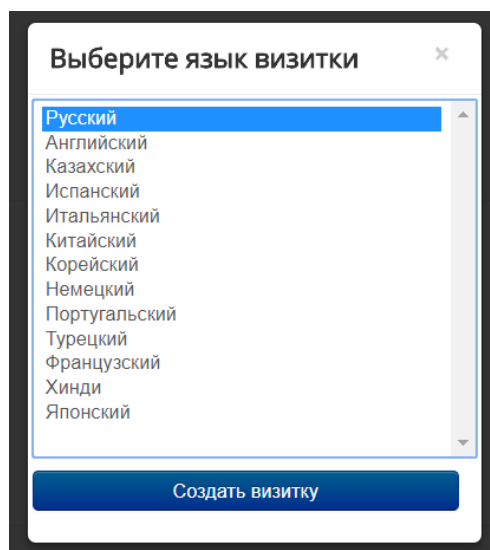 Выберите язык визитки ×
Русский
Английский
Казахский
Испанский
Итальянский
Китайский
Корейский
Немецкий
Португальский
Турецкий
Французский
Хинди
Японский
Создать визитку